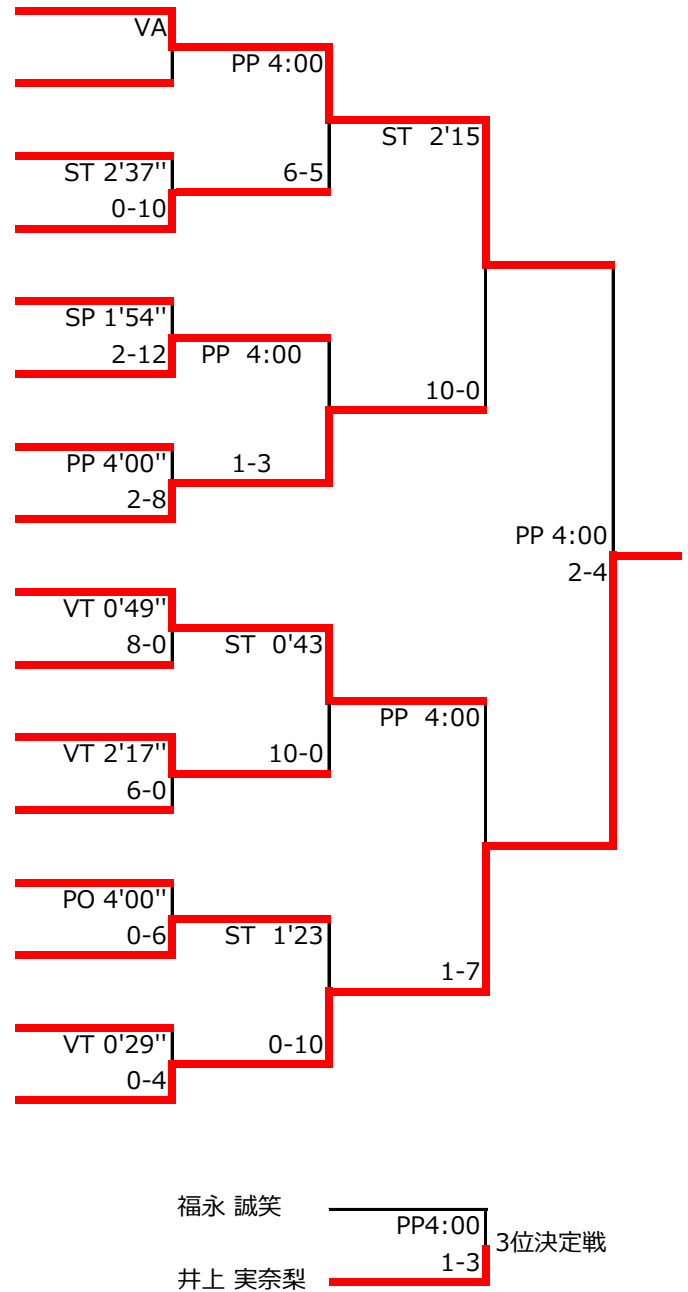 VA
PP 4:00
ST 2'15
ST 2'37''
6-5
0-10
SP 1'54''
2-12
PP 4:00
10-0
PP 4'00''
1-3
2-8
PP 4:00
2-4
VT 0'49''
8-0
ST 0'43
PP 4:00
VT 2'17''
10-0
6-0
PO 4'00''
0-6
ST 1'23
1-7
VT 0'29''
0-10
0-4
福永 誠笑
PP4:00
3位決定戦
1-3
井上 実奈梨